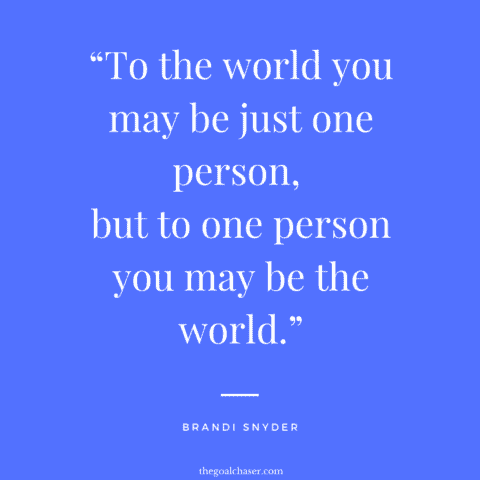 “To the world you
may be just one
person,
but to one person
you may be the
world.”
BRANDI SNYDER
thegoalchaser.com